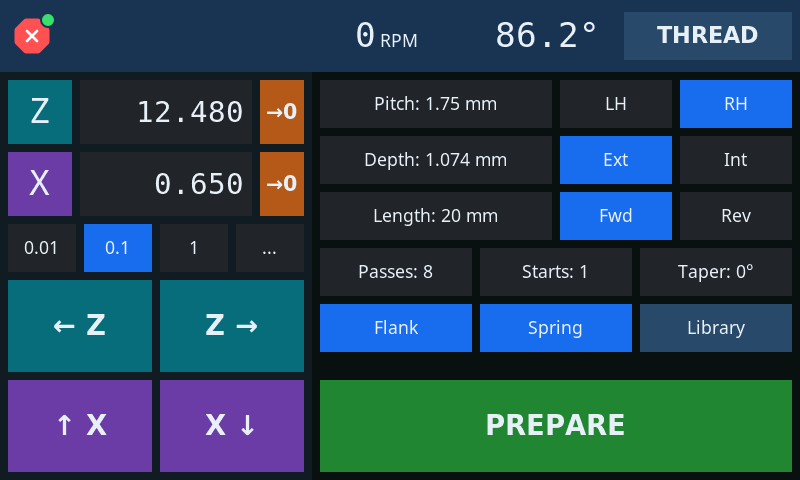 0 RPM 86.2° THREAD
Z 12.480 →0
X 0.650 →0
0.01 0.1 1 ...
← Z Z →
↑ X X ↓
Pitch: 1.75 mm LH RH
Depth: 1.074 mm Ext Int
Length: 20 mm Fwd Rev
Passes: 8 Starts: 1 Taper: 0°
Flank Spring Library
PREPARE